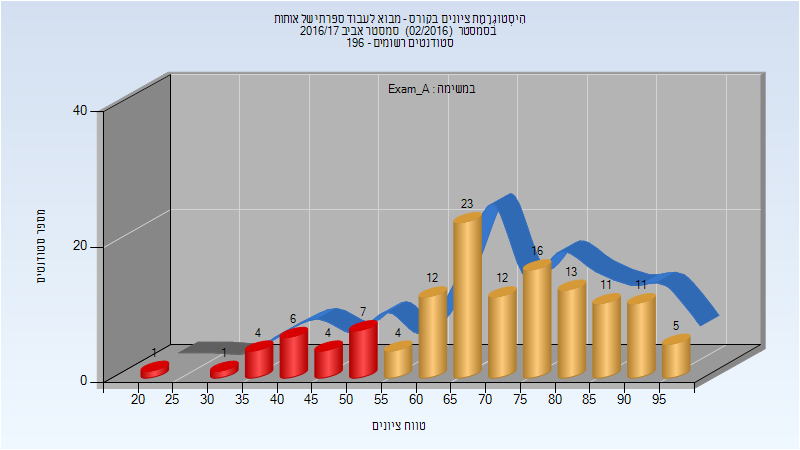 היסטוגרמת ציונים בקורס - מבוא לעבוד ספרתי של אותות
בסמסטר (02/2016) סמסטר אביב 2016/17
סטודנטים רשומים - 196
במשימה : Exam_A
מספר סטודנטים
40
20
0
1 1 4 6 4 7 4 12 23 12 16 13 11 11 5
20 25 30 35 40 45 50 55 60 65 70 75 80 85 90 95
טווח ציונים